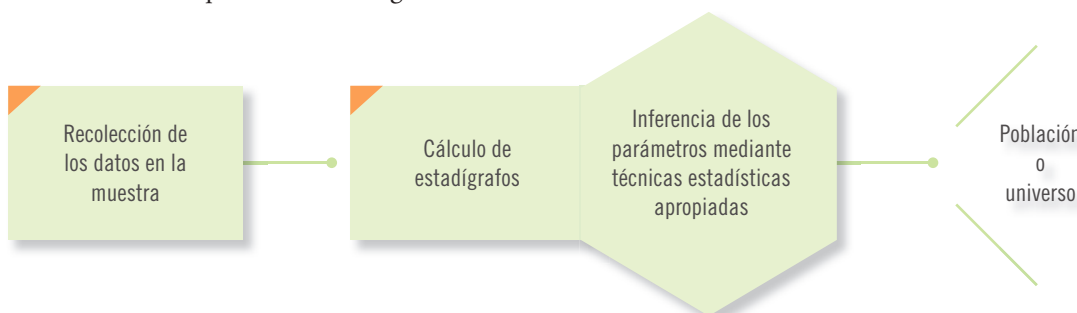 Recolección de
los datos en la
muestra
Cálculo de
estadígrafos
Inferencia de los
parámetros mediante
técnicas estadísticas
apropiadas
Población
o
universo